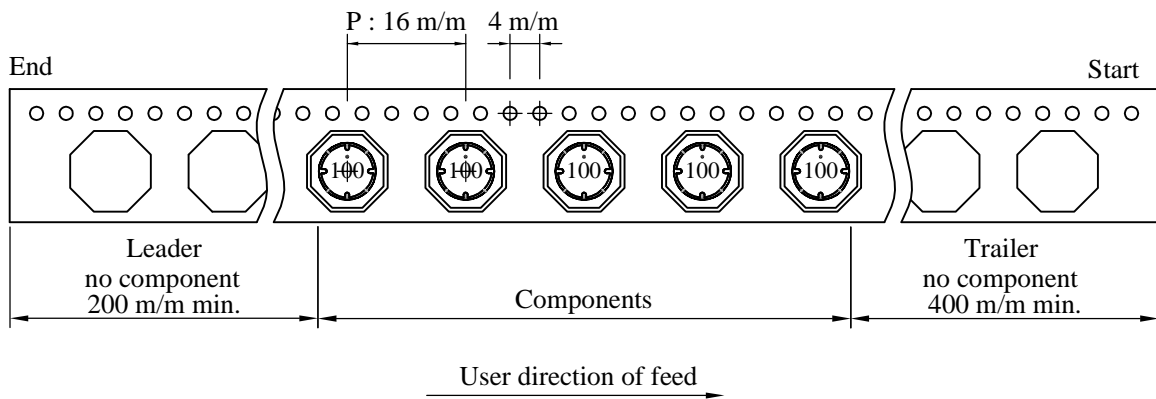 P : 16 m/m 4 m/m
End
Start
100 100 100 100 100
Leader
no component
200 m/m min.
Components
Trailer
no component
400 m/m min.
User direction of feed